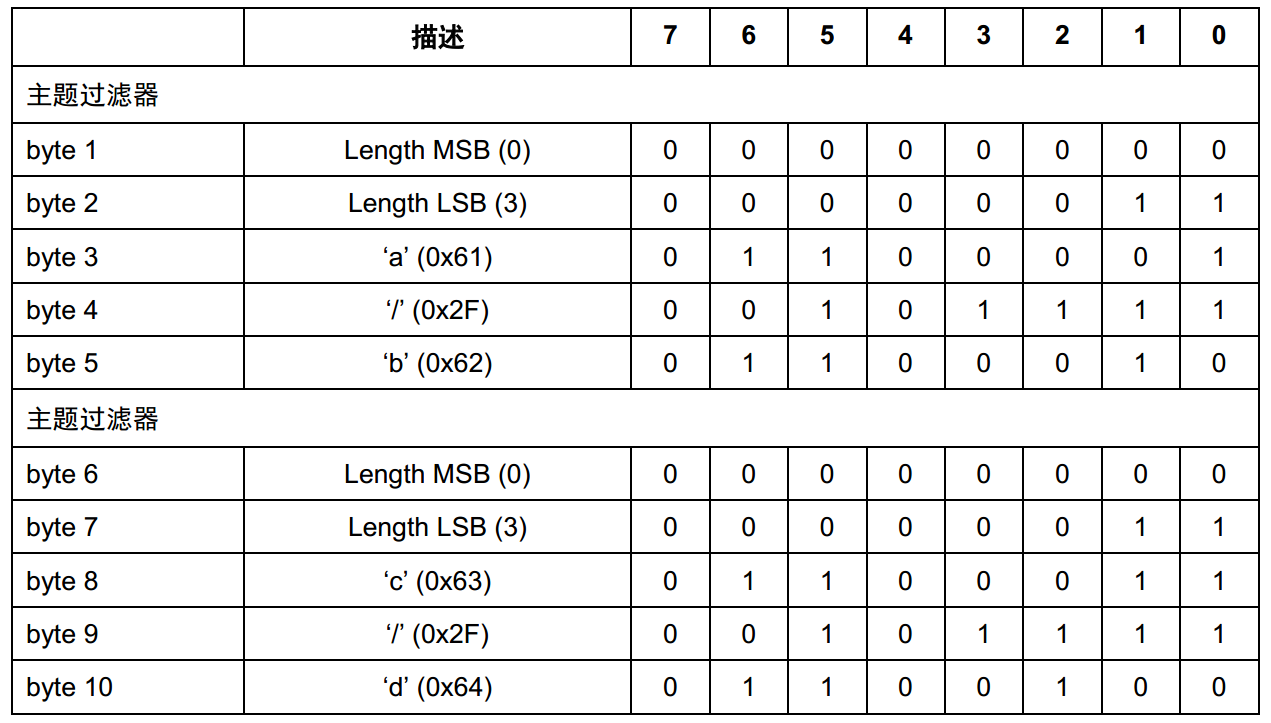 描述 7 6 5 4 3 2 1 0
主题过滤器
byte 1 Length MSB (0) 0 0 0 0 0 0 0 0
byte 2 Length LSB (3) 0 0 0 0 0 0 1 1
byte 3 ‘a’ (0x61) 0 1 1 0 0 0 0 1
byte 4 ‘/’ (0x2F) 0 0 1 0 1 1 1 1
byte 5 ‘b’ (0x62) 0 1 1 0 0 0 1 0
主题过滤器
byte 6 Length MSB (0) 0 0 0 0 0 0 0 0
byte 7 Length LSB (3) 0 0 0 0 0 0 1 1
byte 8 ‘c’ (0x63) 0 1 1 0 0 0 1 1
byte 9 ‘/’ (0x2F) 0 0 1 0 1 1 1 1
byte 10 ‘d’ (0x64) 0 1 1 0 0 1 0 0